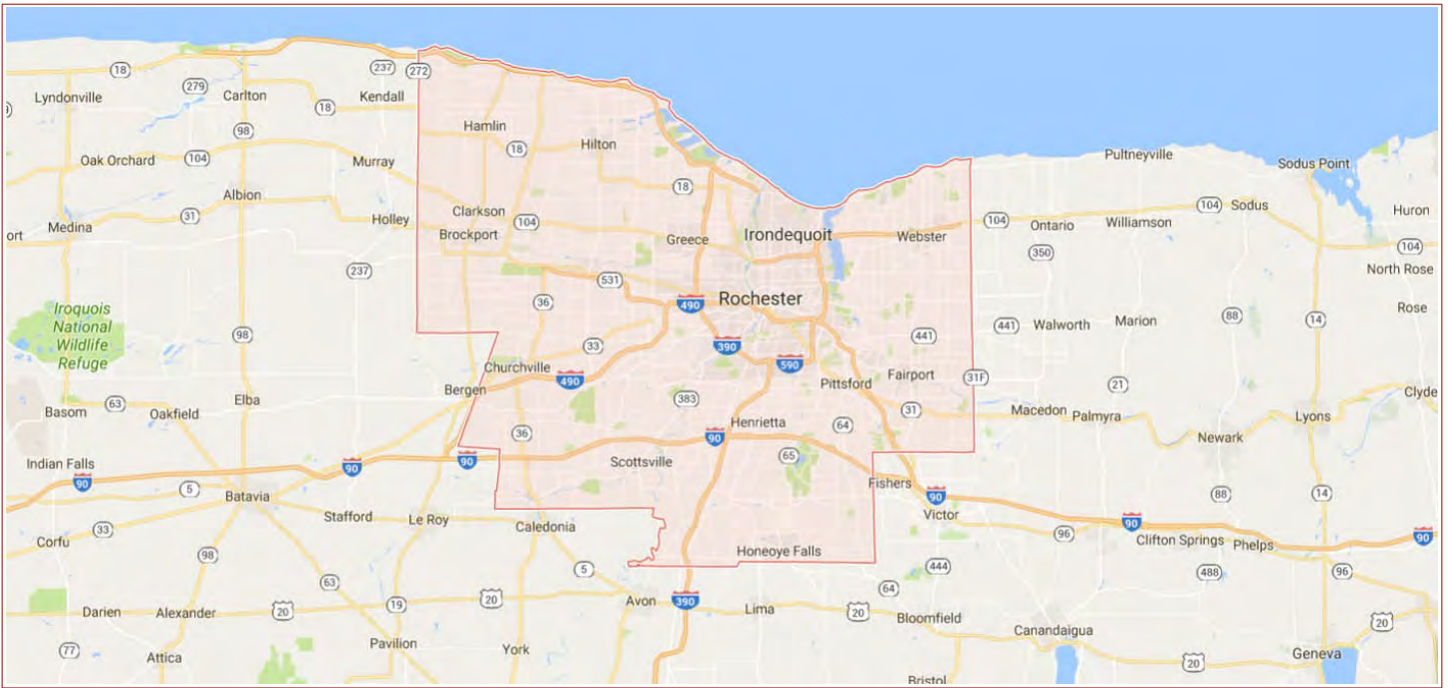 237
272
18
Lyndonville
279
Carlton
18
Kendall
98
Hamlin
18
Hilton
Oak Orchard
104
Murray
Pultneyville
Sodus Point
Albion
18
31
Holley
Clarkson
104
Medina
ort
Brockport
Greece
Irondequoit
Webster
104
Ontario
Williamson
104
Sodus
Huron
104
350
237
531
North Rose
Iroquois
National
Wildlife
Refuge
36
490
Rochester
Rose
98
33
390
441
441
Walworth
Marion
88
14
Churchville
590
Bergen
490
Pittsford
Fairport
31F
21
Clyde
Basom
63
Oakfield
Elba
383
31
Macedon
Palmyra
Lyons
36
Henrietta
64
Newark
90
Indian Falls
90
90
90
Scottsville
65
Fishers
5
Batavia
90
88
14
Stafford
Le Roy
Caledonia
Victor
33
Corfu
96
90
Clifton Springs
Phelps
90
98
Honeoye Falls
5
444
488
96
63
64
Darien
Alexander
20
19
20
Avon
390
Lima
20
Bloomfield
20
77
Attica
Pavilion
York
Canandaigua
20
Geneva
Bristol